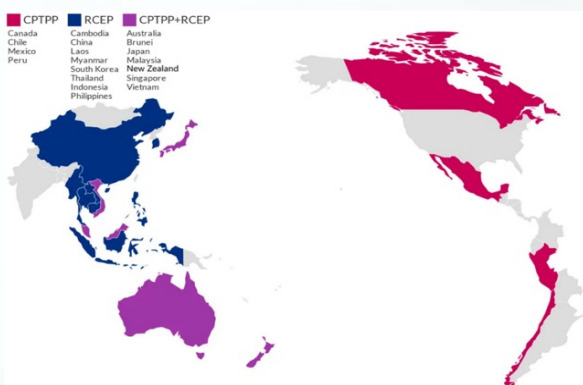 CPTPP
Canada
Chile
Mexico
Peru
RCEP
Cambodia
China
Laos
Myanmar
South Korea
Thailand
Indonesia
Philippines
CPTPP+RCEP
Australia
Brunei
Japan
Malaysia
New Zealand
Singapore
Vietnam